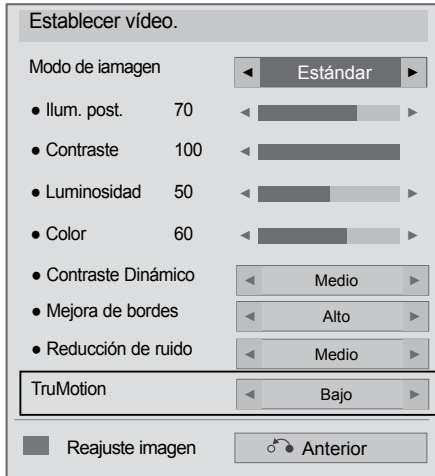 Establecer vídeo.
Modo de iamagen ◄ Estándar ►
● Ilum. post. 70 ◄ ►
● Contraste 100 ◄
● Luminosidad 50 ◄ ►
● Color 60 ◄ ►
● Contraste Dinámico ◄ Medio ►
● Mejora de bordes ◄ Alto ►
● Reducción de ruido ◄ Medio ►
TruMotion ◄ Bajo ►
Reajuste imagen Anterior